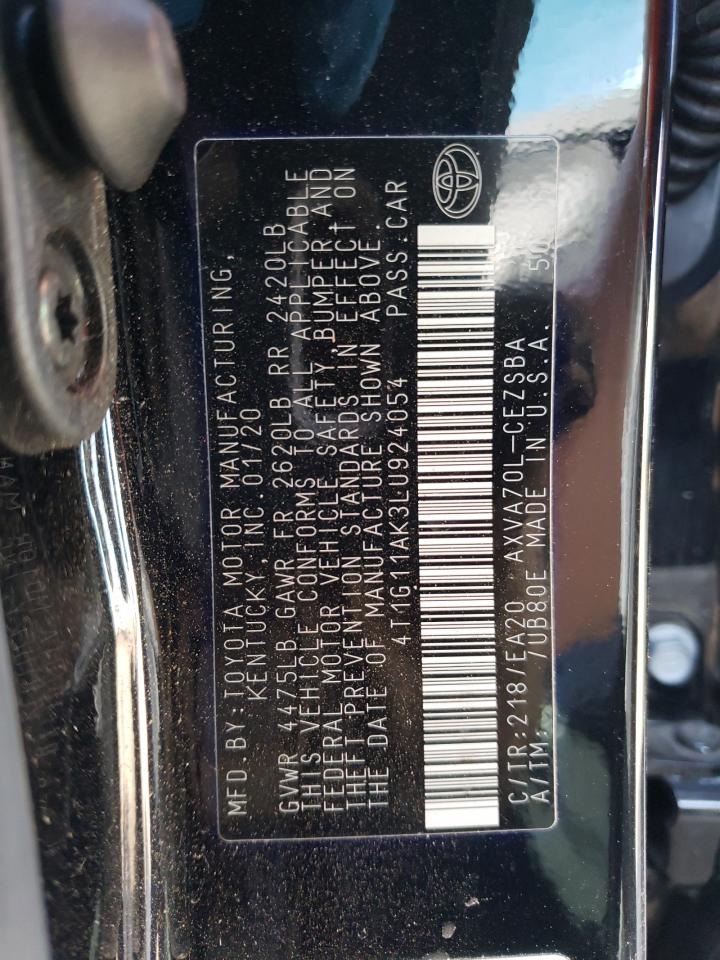 MFD.BY:TOYOTA MOTOR MANUFACTURING,
KENTUCKY, INC.01/20
GVWR 4475LB GAWR FR 2620LB RR 2420LB
THIS VEHICLE CONFORMS TO ALL APPLICABLE
FEDERAL MOTOR VEHICLE SAFETY, BUMPER, AND
THEFT PREVENTION STANDARDS IN EFFECT ON
THE DATE OF MANUFACTURE SHOWN ABOVE.
4T1G11AK3LU924054 PASS.CAR
C/TR:218/EA20 AXVA70L-CEZSBA
A/TM: /UB80E MADE IN U.S.A.